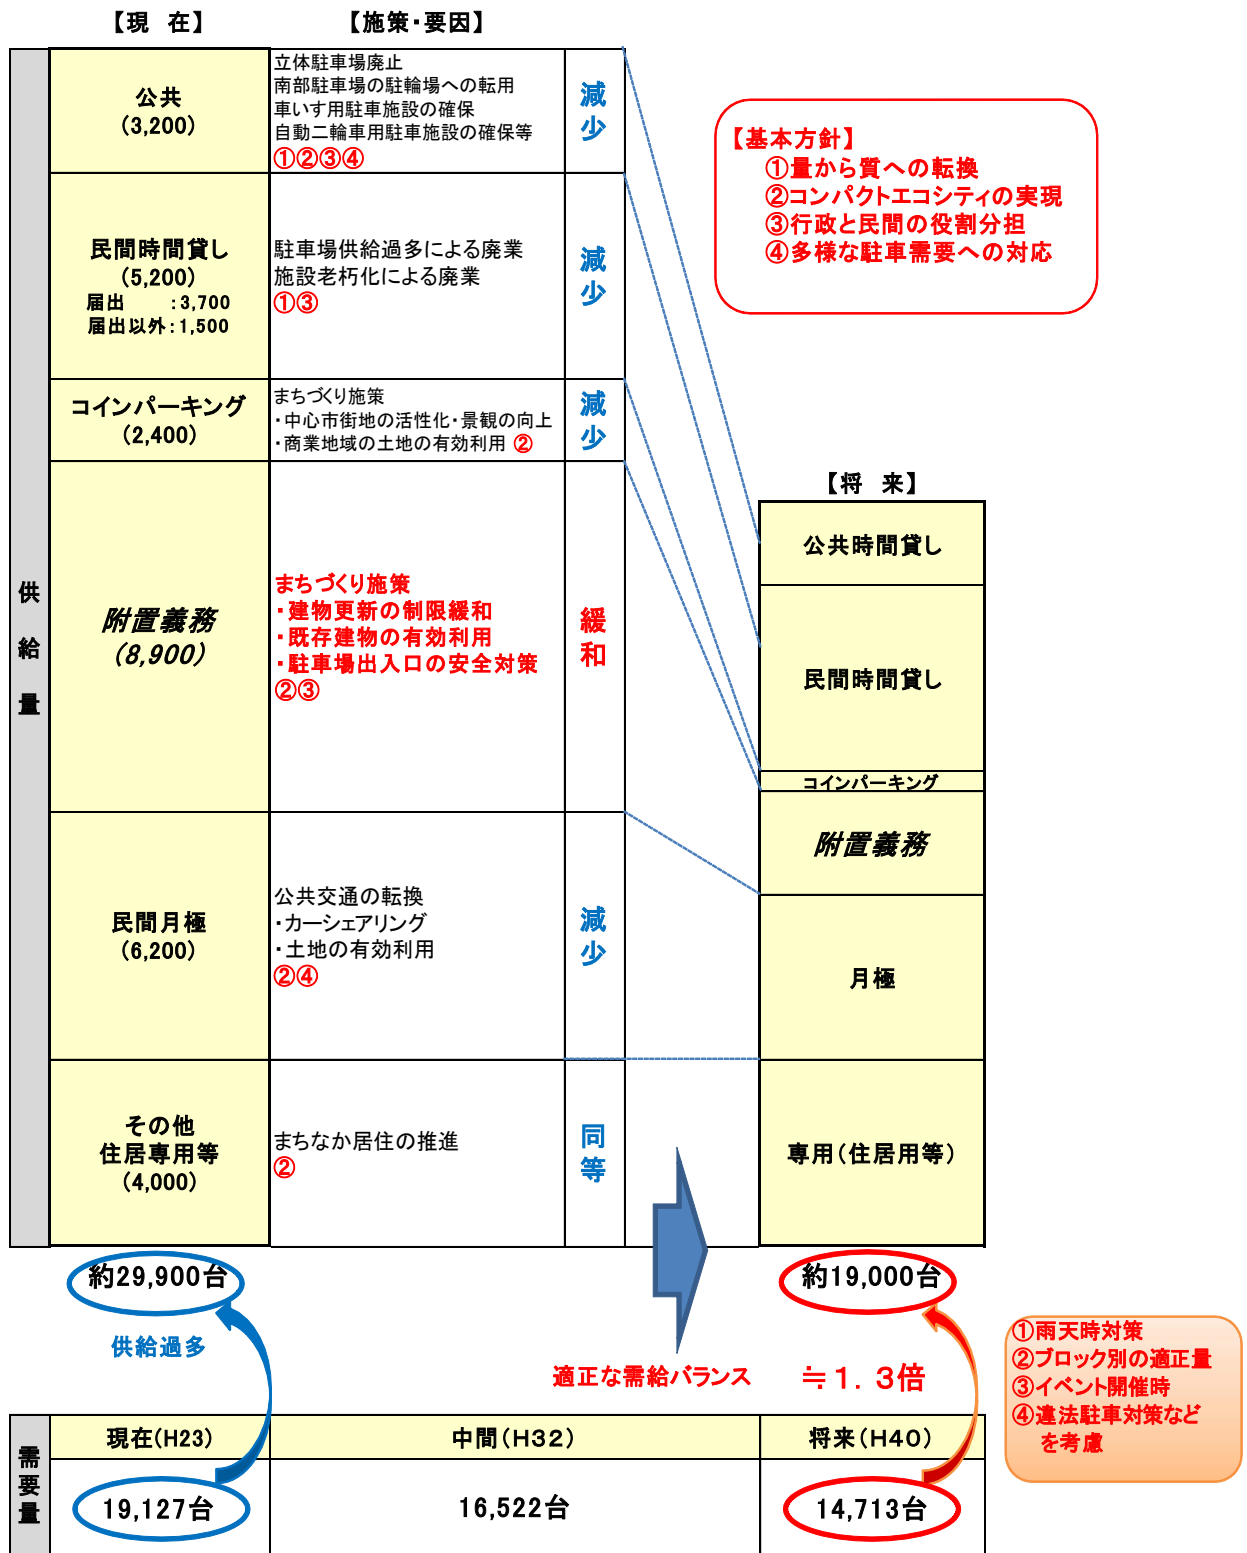 【現 在】
【施策・要因】
供給量
公共
(3,200)
立体駐車場廃止
南部駐車場の駐輪場への転用
車いす用駐車施設の確保
自動二輪車用駐車施設の確保等
①②③④
減少
民間時間貸し
(5,200)
届出 :3,700
届出以外:1,500
駐車場供給過多による廃業
施設老朽化による廃業
①③
減少
コインパーキング
(2,400)
まちづくり施策
・中心市街地の活性化・景観の向上
・商業地域の土地の有効利用 ②
減少
附置義務
(8,900)
まちづくり施策
・建物更新の制限緩和
・既存建物の有効利用
・駐車場出入口の安全対策
②③
緩和
民間月極
(6,200)
公共交通の転換
・カーシェアリング
・土地の有効利用
②④
減少
その他
住居専用等
(4,000)
まちなか居住の推進
②
同等
【基本方針】
①量から質への転換
②コンパクトエコシティの実現
③行政と民間の役割分担
④多様な駐車需要への対応
【将 来】
公共時間貸し
民間時間貸し
コインパーキング
附置義務
月極
専用(住居用等)
約29,900台
約19,000台
供給過多
適正な需給バランス ≒1.3倍
①雨天時対策
②ブロック別の適正量
③イベント開催時
④違法駐車対策など
を考慮
需要量
現在(H23)
中間(H32)
将来(H40)
19,127台
16,522台
14,713台